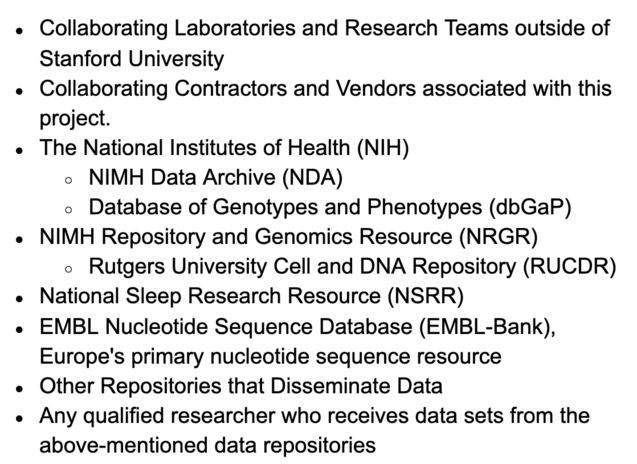 • Collaborating Laboratories and Research Teams outside of
Stanford University
• Collaborating Contractors and Vendors associated with this
project.
• The National Institutes of Health (NIH)
○ NIMH Data Archive (NDA)
○ Database of Genotypes and Phenotypes (dbGaP)
• NIMH Repository and Genomics Resource (NRGR)
○ Rutgers University Cell and DNA Repository (RUCDR)
• National Sleep Research Resource (NSRR)
• EMBL Nucleotide Sequence Database (EMBL-Bank),
Europe's primary nucleotide sequence resource
• Other Repositories that Disseminate Data
• Any qualified researcher who receives data sets from the
above-mentioned data repositories